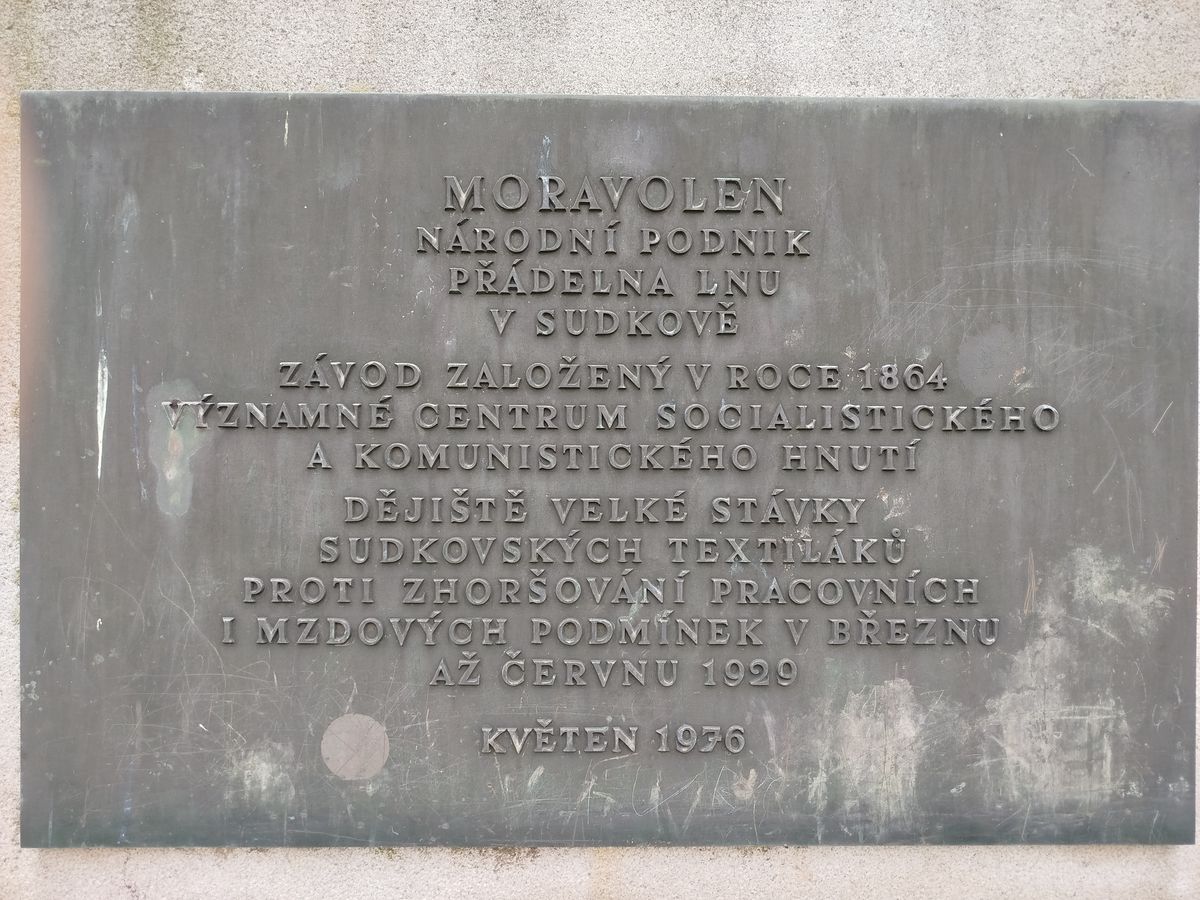 MORAVOLEN
NÁRODNÍ PODNIK
PŘÁDELNA LNU
V SUDKOVĚ
ZÁVOD ZALOŽENÝ V ROCE 1864
VÝZNAMNÉ CENTRUM SOCIALISTICKÉHO
A KOMUNISTICKÉHO HNUTÍ
DĚJIŠTĚ VELKÉ STÁVKY
SUDKOVSKÝCH TEXTILÁKŮ
PROTI ZHORŠOVÁNÍ PRACOVNÍCH
I MZDOVÝCH PODMÍNEK V BŘEZNU
AŽ ČERVNU 1929
KVĚTEN 1976